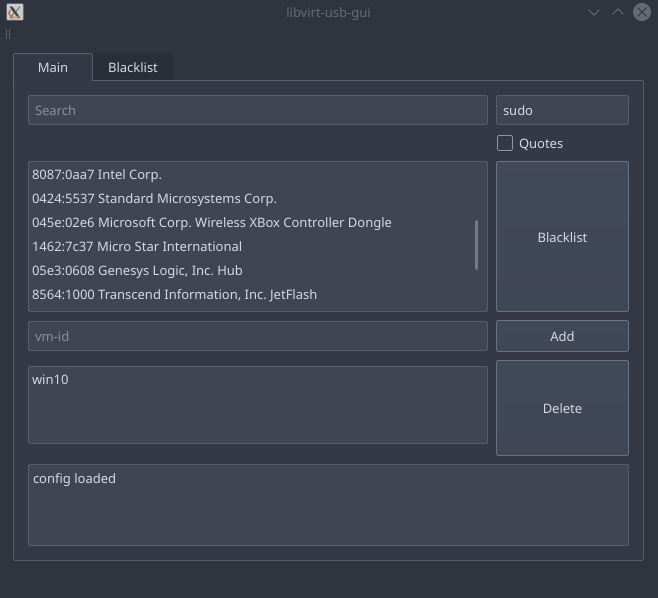 libvirt-usb-gui
Main
Blacklist
Search
sudo
Quotes
8087:0aa7 Intel Corp.
0424:5537 Standard Microsystems Corp.
045e:02e6 Microsoft Corp. Wireless XBox Controller Dongle
1462:7c37 Micro Star International
05e3:0608 Genesys Logic, Inc. Hub
8564:1000 Transcend Information, Inc. JetFlash
Blacklist
vm-id
Add
win10
Delete
config loaded